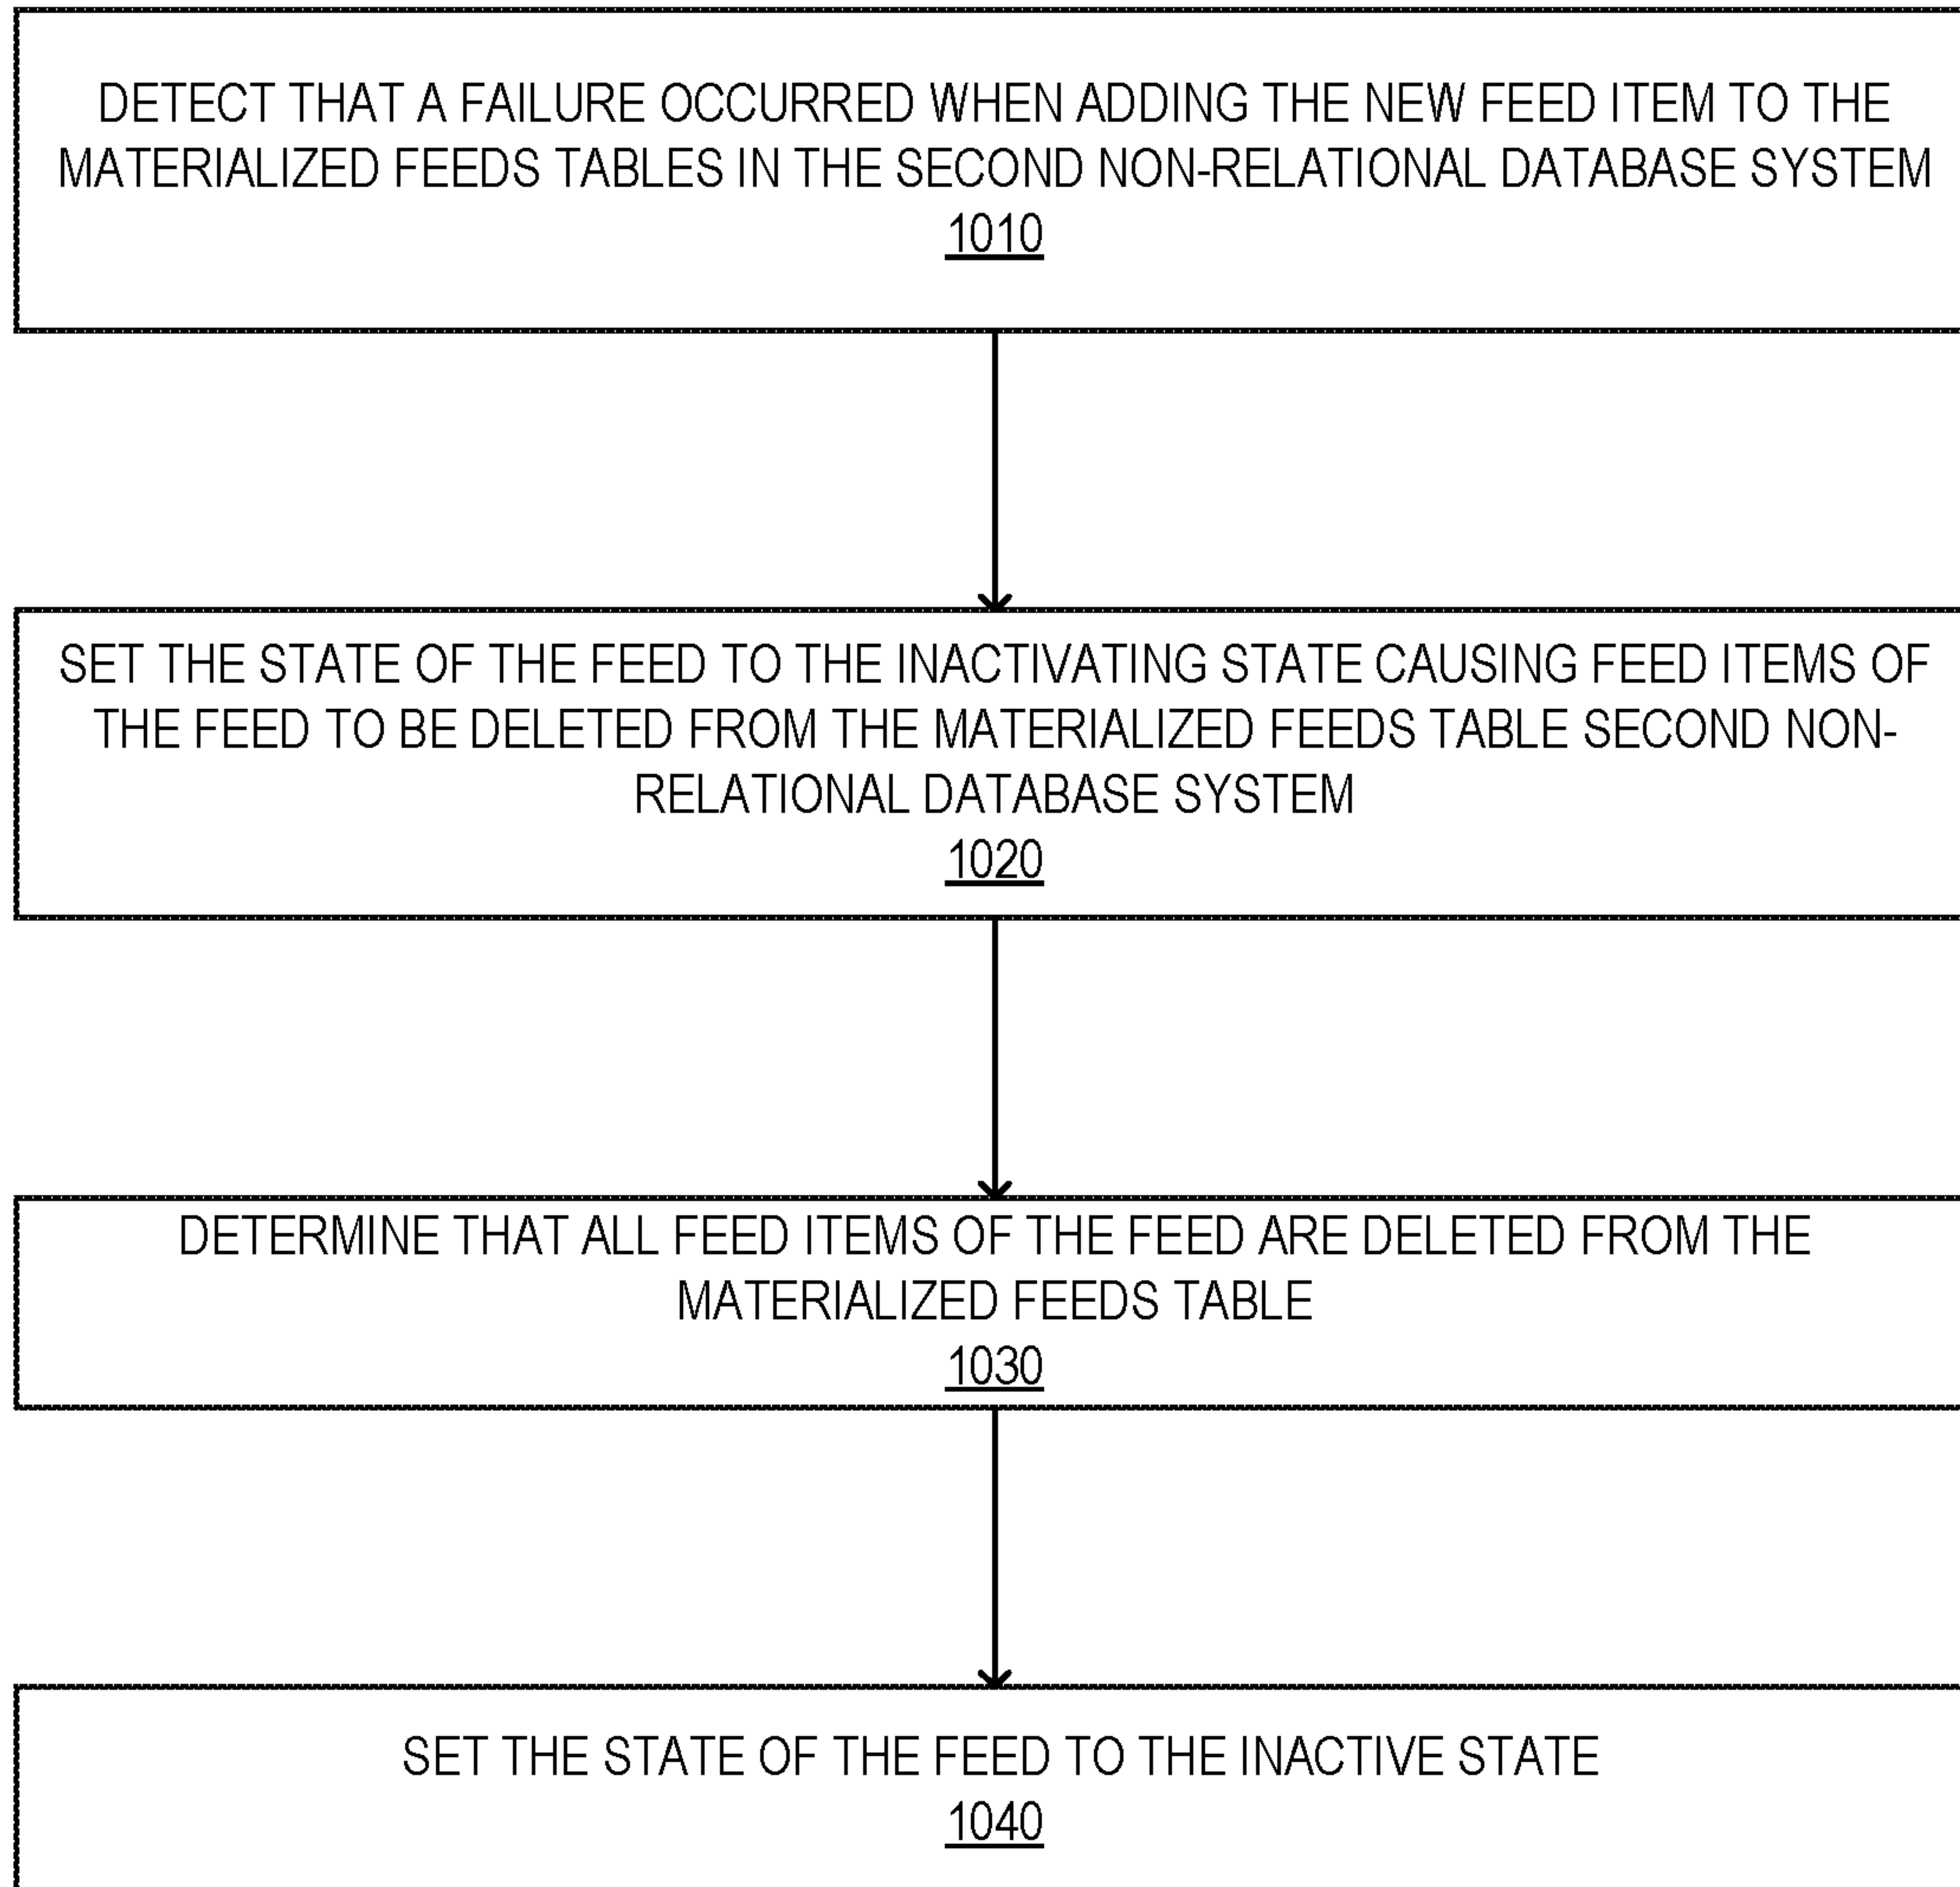 DETECT THAT A FAILURE OCCURRED WHEN ADDING THE NEW FEED ITEM TO THE
MATERIALIZED FEEDS TABLES IN THE SECOND NON-RELATIONAL DATABASE SYSTEM
1010
SET THE STATE OF THE FEED TO THE INACTIVATING STATE CAUSING FEED ITEMS OF
THE FEED TO BE DELETED FROM THE MATERIALIZED FEEDS TABLE SECOND NON-
RELATIONAL DATABASE SYSTEM
1020
DETERMINE THAT ALL FEED ITEMS OF THE FEED ARE DELETED FROM THE
MATERIALIZED FEEDS TABLE
1030
SET THE STATE OF THE FEED TO THE INACTIVE STATE
1040